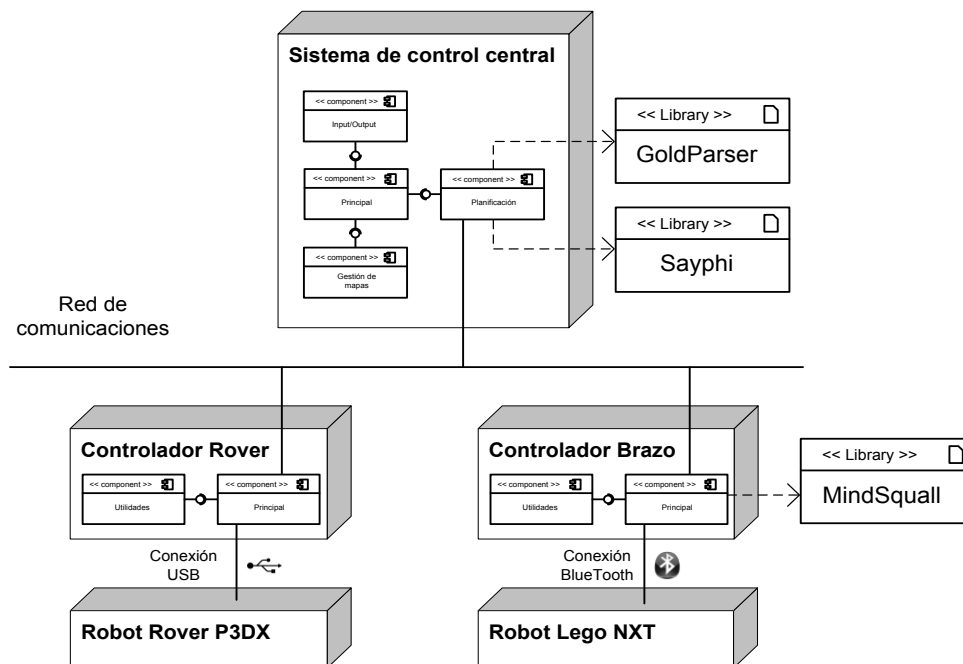 Sistema de control central
<< component >>
Input/Output
<< component >>
Principal
<< component >>
Planificación
<< component >>
Gestión de
mapas
<< Library >>
GoldParser
<< Library >>
Sayphi
Red de
comunicaciones
Controlador Rover
<< component >>
Utilidades
<< component >>
Principal
Controlador Brazo
<< component >>
Utilidades
<< component >>
Principal
<< Library >>
MindSquall
Conexión
USB
Conexión
BlueTooth
Robot Rover P3DX
Robot Lego NXT